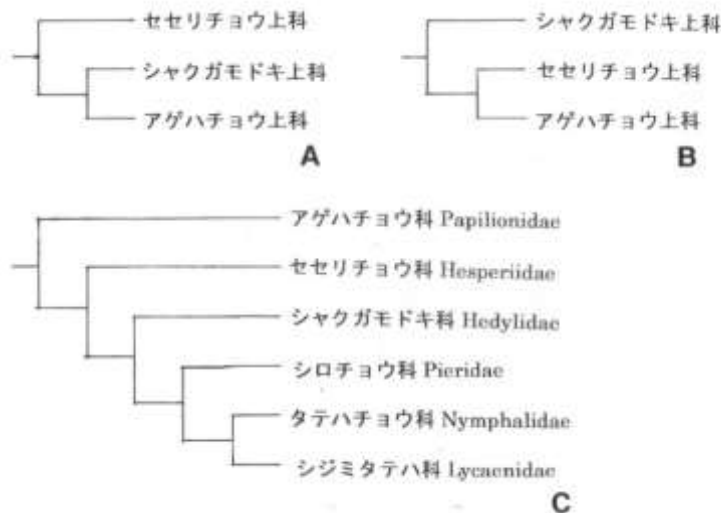 セセリチョウ上科
シャクガモドキ上科
アゲハチョウ上科
A
シャクガモドキ上科
セセリチョウ上科
アゲハチョウ上科
B
アゲハチョウ科 Papilionidae
セセリチョウ科 Hesperiidae
シャクガモドキ科 Hedylidae
シロチョウ科 Pieridae
タテハチョウ科 Nymphalidae
シジミタテハ科 Lycaenidae
C